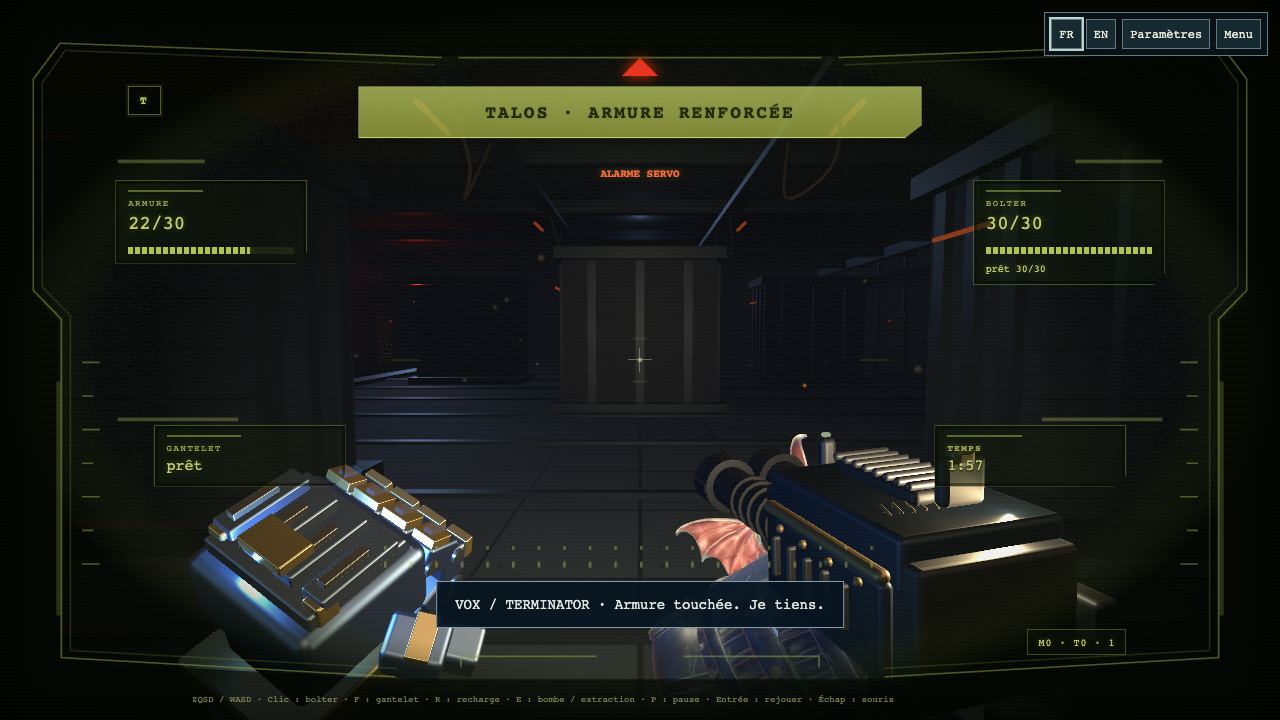 FR EN Paramètres Menu
T
TALOS · ARMURE RENFORCÉE
ALARME SERVO
ARMURE
22/30
BOLTER
30/30
prêt 30/30
GANTELET
prêt
TEMPS
1:57
VOX / TERMINATOR · Armure touchée. Je tiens.
M0 · T0 · 1
ZQSD / WASD · Clic : bolter · F : gantelet · R : recharge · E : bombe / extraction · P : pause · Entrée : rejouer · Échap : souris